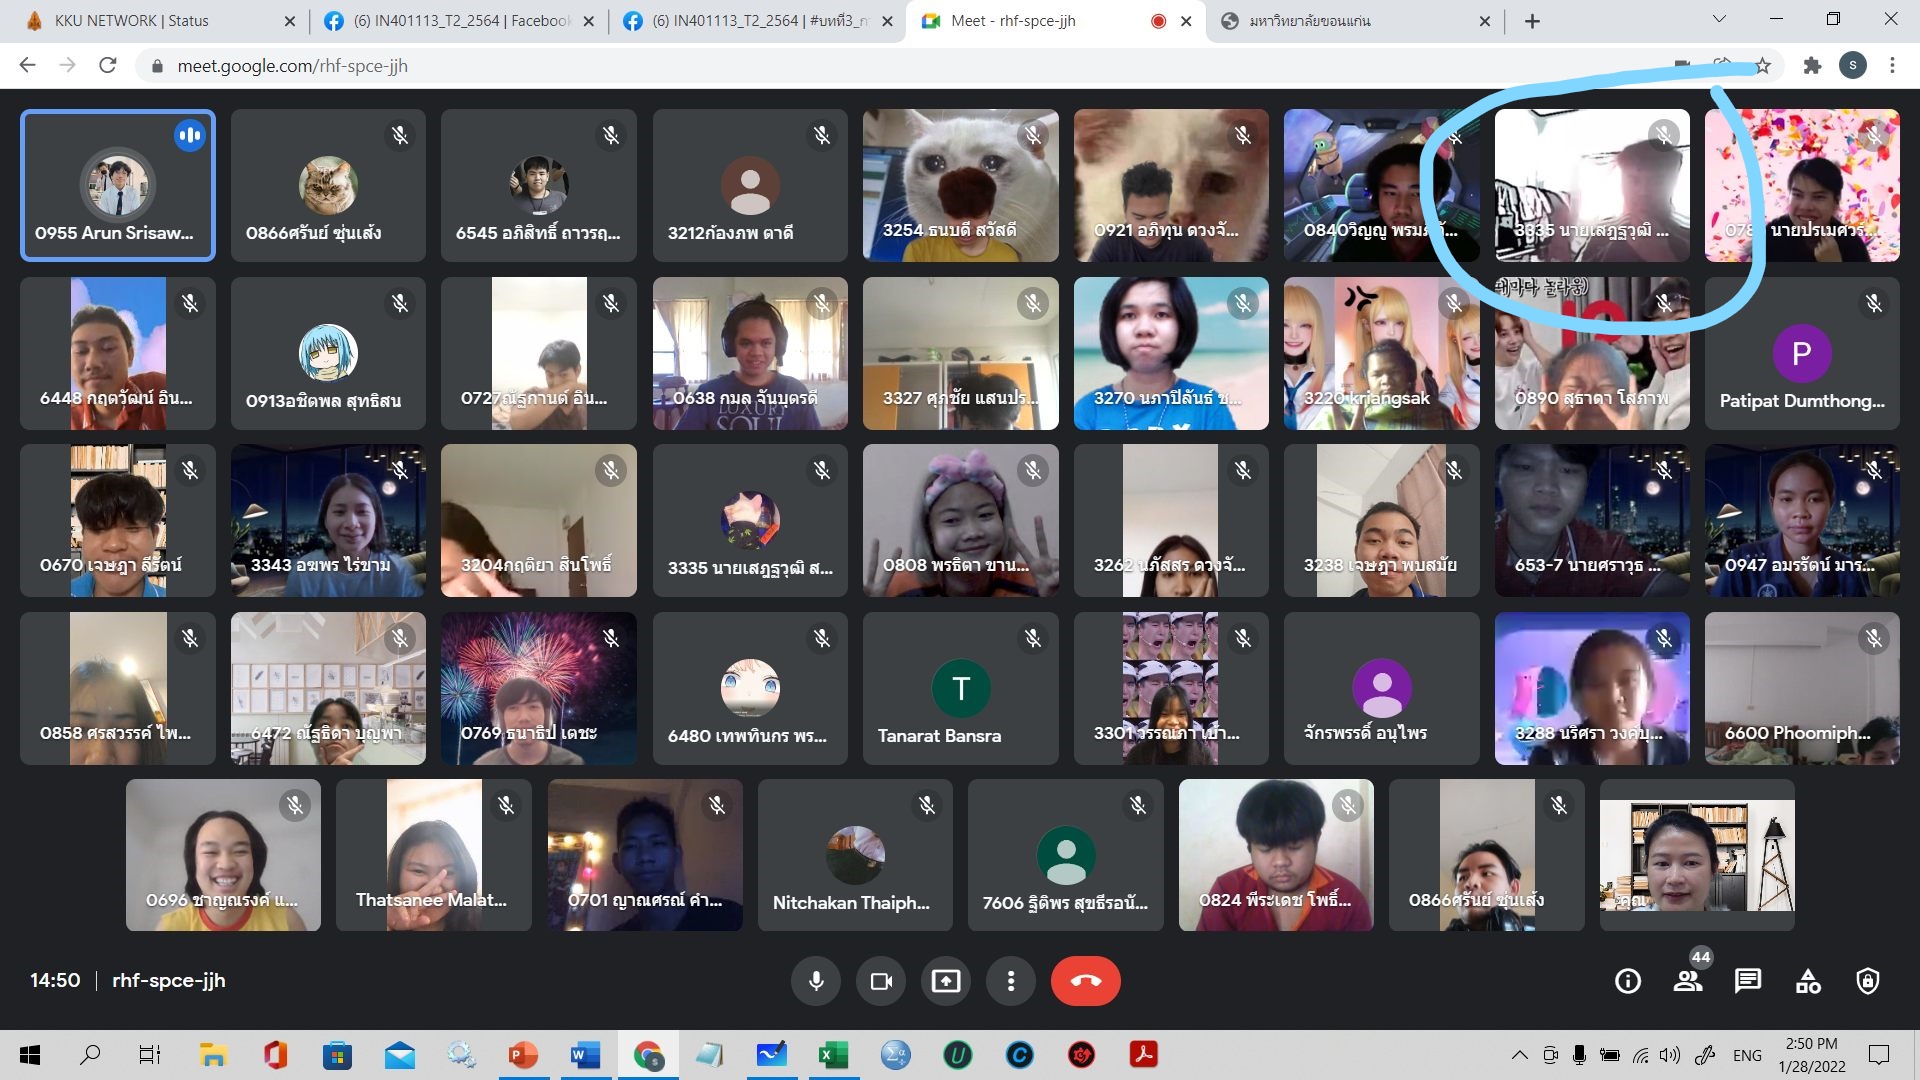 KKU NETWORK | Status
(6) IN401113_T2_2564 | Facebook
(6) IN401113_T2_2564 | #บทที่3_ก
Meet - rhf-spce-jjh
มหาวิทยาลัยขอนแก่น
meet.google.com/rhf-spce-jjh
S
0955 Arun Srisaw...
0866ศรันย์ ซุ่นเส้ง
6545 อภิสิทธิ์ ถาวรฤ...
3212ก้องภพ ตาดี
3254 ธนบดี สวัสดี
0921 อภิทุน ดวงจั...
0840วิญญู พรม
3335 นายเสฎฐวุฒิ ...
นายปรเมศวร์...
6448 กฤตวัฒน์ อิน...
0913อชิตพล สุทธิสน
0727ณัฐกานต์ อิน...
0638 กมล จันบุตรดี
LUXURY
SOUL
3327 ศุภชัย แสนปร...
3270 นภาปีลันธ์ ช...
3220 kriangsak
0890 สุธาดา โสภาพ
P
Patipat Dumthong...
0670 เจษฎา ลีรัตน์
3343 อฆพร ไร่ขาม
3204กฤติยา สินโพธิ์
3335 นายเสฎฐวุฒิ ส...
0808 พรธิตา ขาน...
3262 นภัสสร ดวงจั...
3238 เจษฎา พบสมัย
653-7 นายศราวุธ ...
0947 อมรรัตน์ มาร...
0858 ศรสวรรค์ ไพ...
6472 ณัฐธิดา บุญพา
0769 ธนาธิป เตชะ
6480 เทพทินกร พร...
T
Tanarat Bansra
3301 วรรณภา เข้า...
จักรพรรดิ์ อนุไพร
3288 นริศรา วงค์บุ...
6600 Phoomiph...
0696 ชาญณรงค์ แ...
Thatsanee Malat...
0701 ญาณศรณ์ คำ...
Nitchakan Thaiph...
7606 ฐิติพร สุขธีรอนั...
0824 พีระเดช โพธิ์...
0866ศรันย์ ซุ่นเส้ง
คุณ
14:50 | rhf-spce-jjh
44
ENG
2:50 PM
1/28/2022